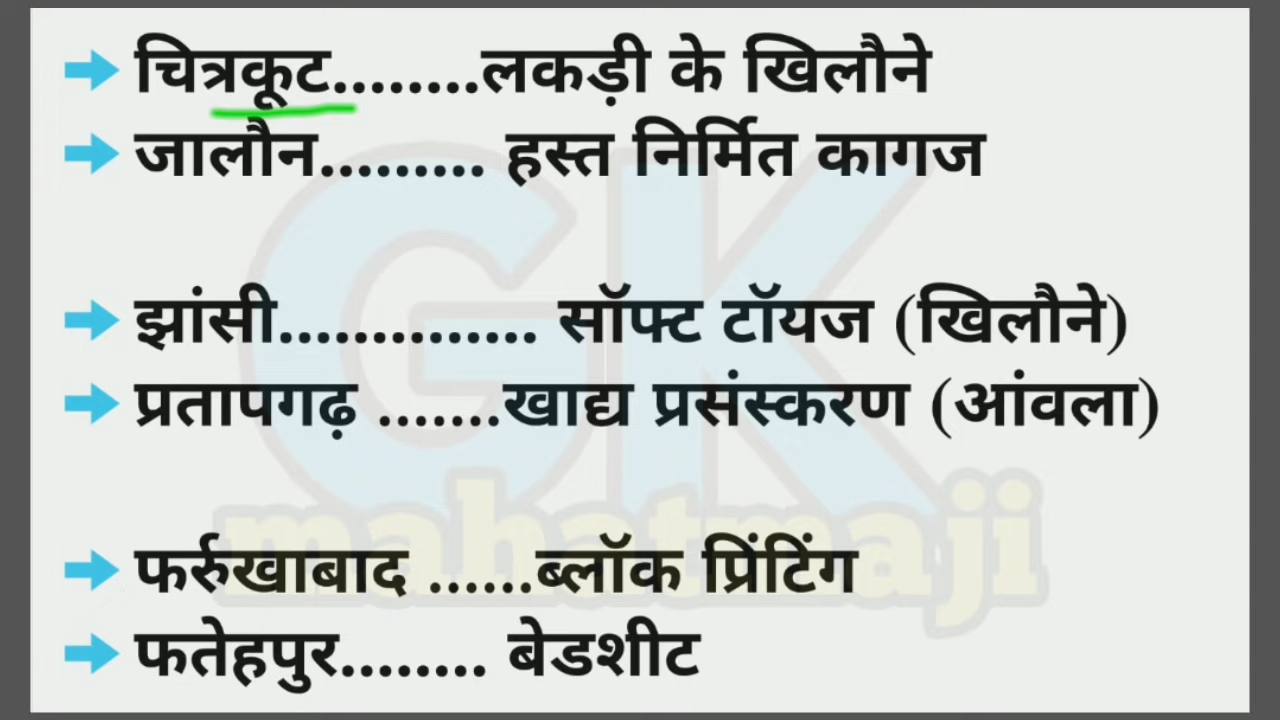 चित्रकूट........लकड़ी के खिलौने
जालौन......... हस्त निर्मित कागज
झांसी.............. सॉफ्ट टॉयज (खिलौने)
प्रतापगढ़ .......खाद्य प्रसंस्करण (आंवला)
फर्रुखाबाद ......ब्लॉक प्रिंटिंग
फतेहपुर........ बेडशीट
GK
mahatmaji